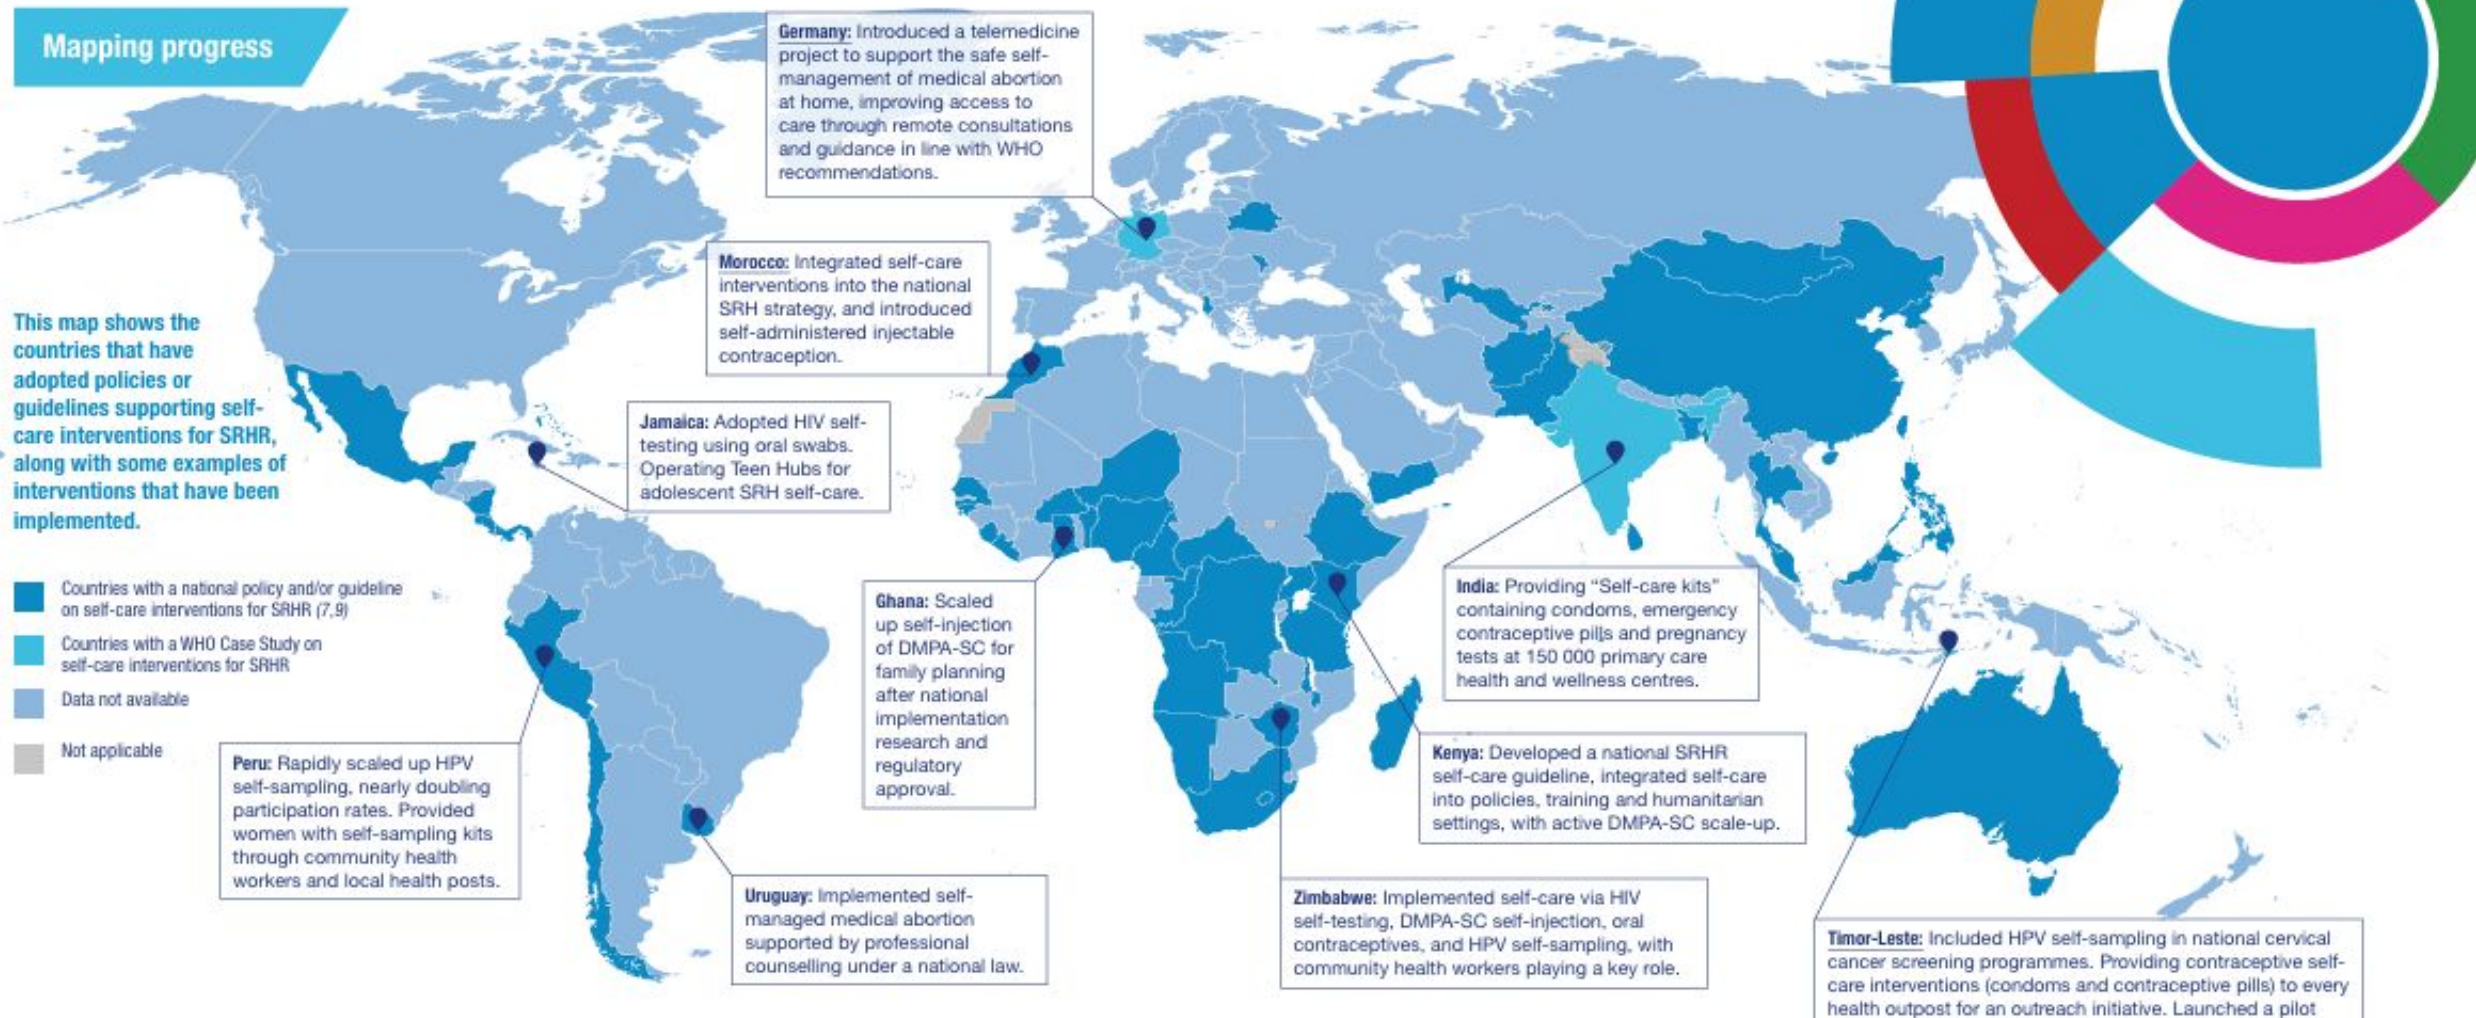 Mapping progress
This map shows the
countries that have
adopted policies or
guidelines supporting self-
care interventions for SRHR,
along with some examples of
interventions that have been
implemented.
Countries with a national policy and/or guideline
on self-care interventions for SRHR (7,9)
Countries with a WHO Case Study on
self-care interventions for SRHR
Data not available
Not applicable
Germany: Introduced a telemedicine
project to support the safe self-
management of medical abortion
at home, improving access to
care through remote consultations
and guidance in line with WHO
recommendations.
Morocco: Integrated self-care
interventions into the national
SRH strategy, and introduced
self-administered injectable
contraception.
Jamaica: Adopted HIV self-
testing using oral swabs.
Operating Teen Hubs for
adolescent SRH self-care.
Ghana: Scaled
up self-injection
of DMPA-SC for
family planning
after national
implementation
research and
regulatory
approval.
India: Providing “Self-care kits”
containing condoms, emergency
contraceptive pills and pregnancy
tests at 150 000 primary care
health and wellness centres.
Peru: Rapidly scaled up HPV
self-sampling, nearly doubling
participation rates. Provided
women with self-sampling kits
through community health
workers and local health posts.
Kenya: Developed a national SRHR
self-care guideline, integrated self-care
into policies, training and humanitarian
settings, with active DMPA-SC scale-up.
Uruguay: Implemented self-
managed medical abortion
supported by professional
counselling under a national law.
Zimbabwe: Implemented self-care via HIV
self-testing, DMPA-SC self-injection, oral
contraceptives, and HPV self-sampling, with
community health workers playing a key role.
Timor-Leste: Included HPV self-sampling in national cervical
cancer screening programmes. Providing contraceptive self-
care interventions (condoms and contraceptive pills) to every
health outpost for an outreach initiative. Launched a pilot